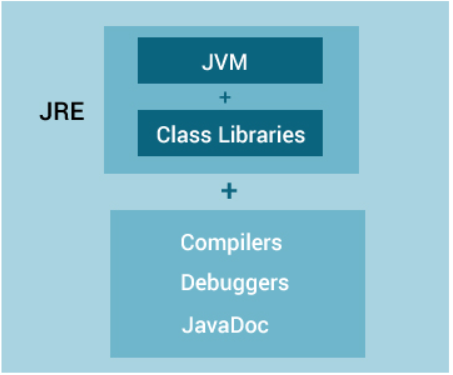 JVM
+
JRE
Class Libraries
+
Compilers
Debuggers
JavaDoc